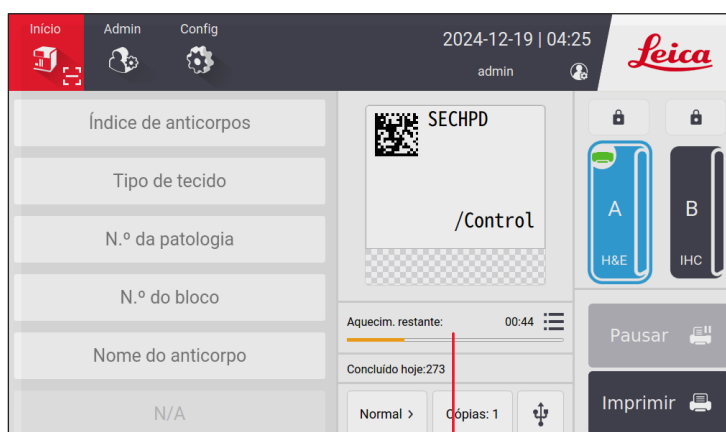 Início Admin Config
2024-12-19 | 04:25
admin
Leica
Índice de anticorpos
Tipo de tecido
N.º da patologia
N.º do bloco
Nome do anticorpo
N/A
SECHPD
/Control
Aquecim. restante: 00:44
Concluído hoje:273
Normal > Cópias: 1
A
H&E
B
IHC
Pausar
Imprimir